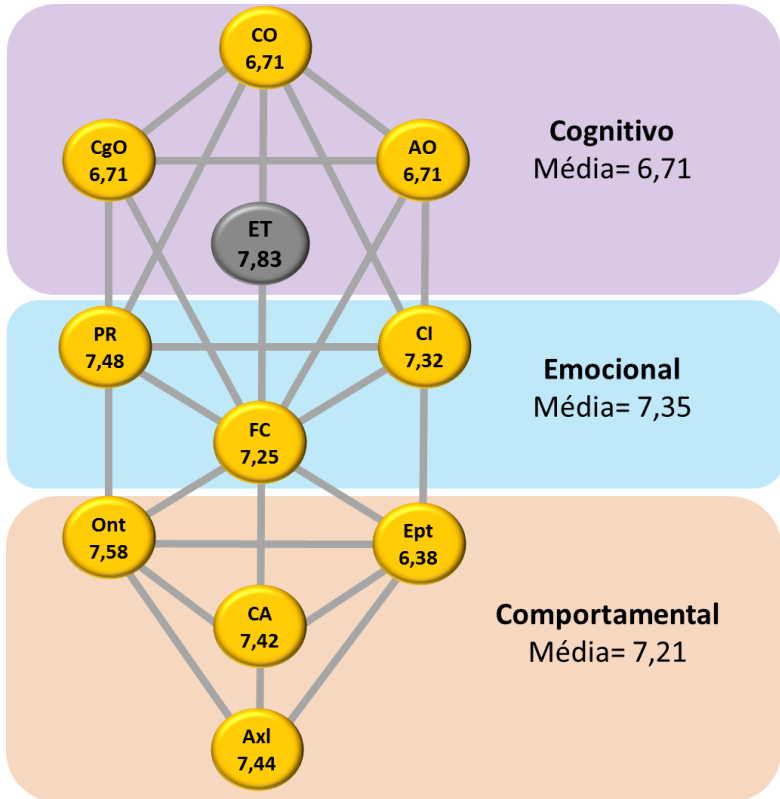 CO
6,71
CgO
6,71
AO
6,71
Cognitivo
Média= 6,71
ET
7,83
PR
7,48
CI
7,32
Emocional
Média= 7,35
FC
7,25
Ont
7,58
Ept
6,38
CA
7,42
Comportamental
Média= 7,21
Axl
7,44